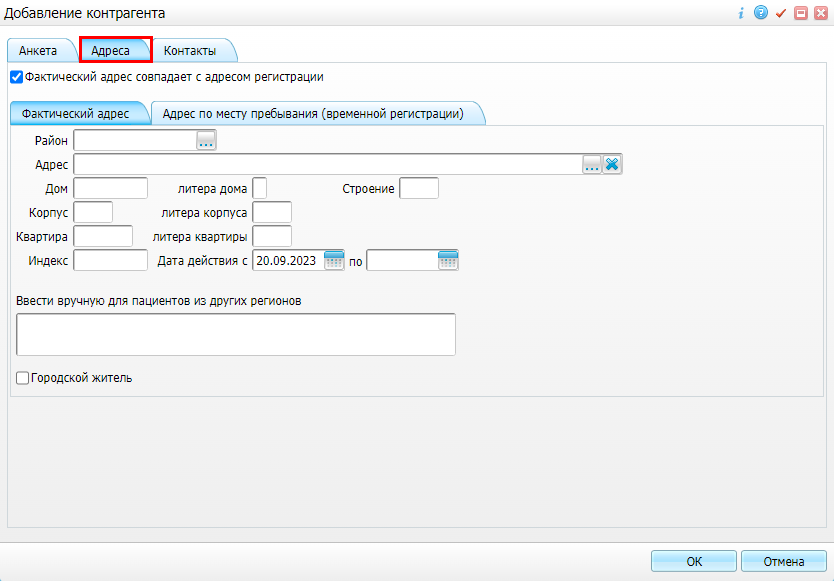 Добавление контрагента
Анкета Адреса Контакты
Фактический адрес совпадает с адресом регистрации
Фактический адрес Адрес по месту пребывания (временной регистрации)
Район ...
Адрес ...
Дом литера дома Строение
Корпус литера корпуса
Квартира литера квартиры
Индекс Дата действия с 20.09.2023 по
Ввести вручную для пациентов из других регионов
Городской житель
ОК Отмена